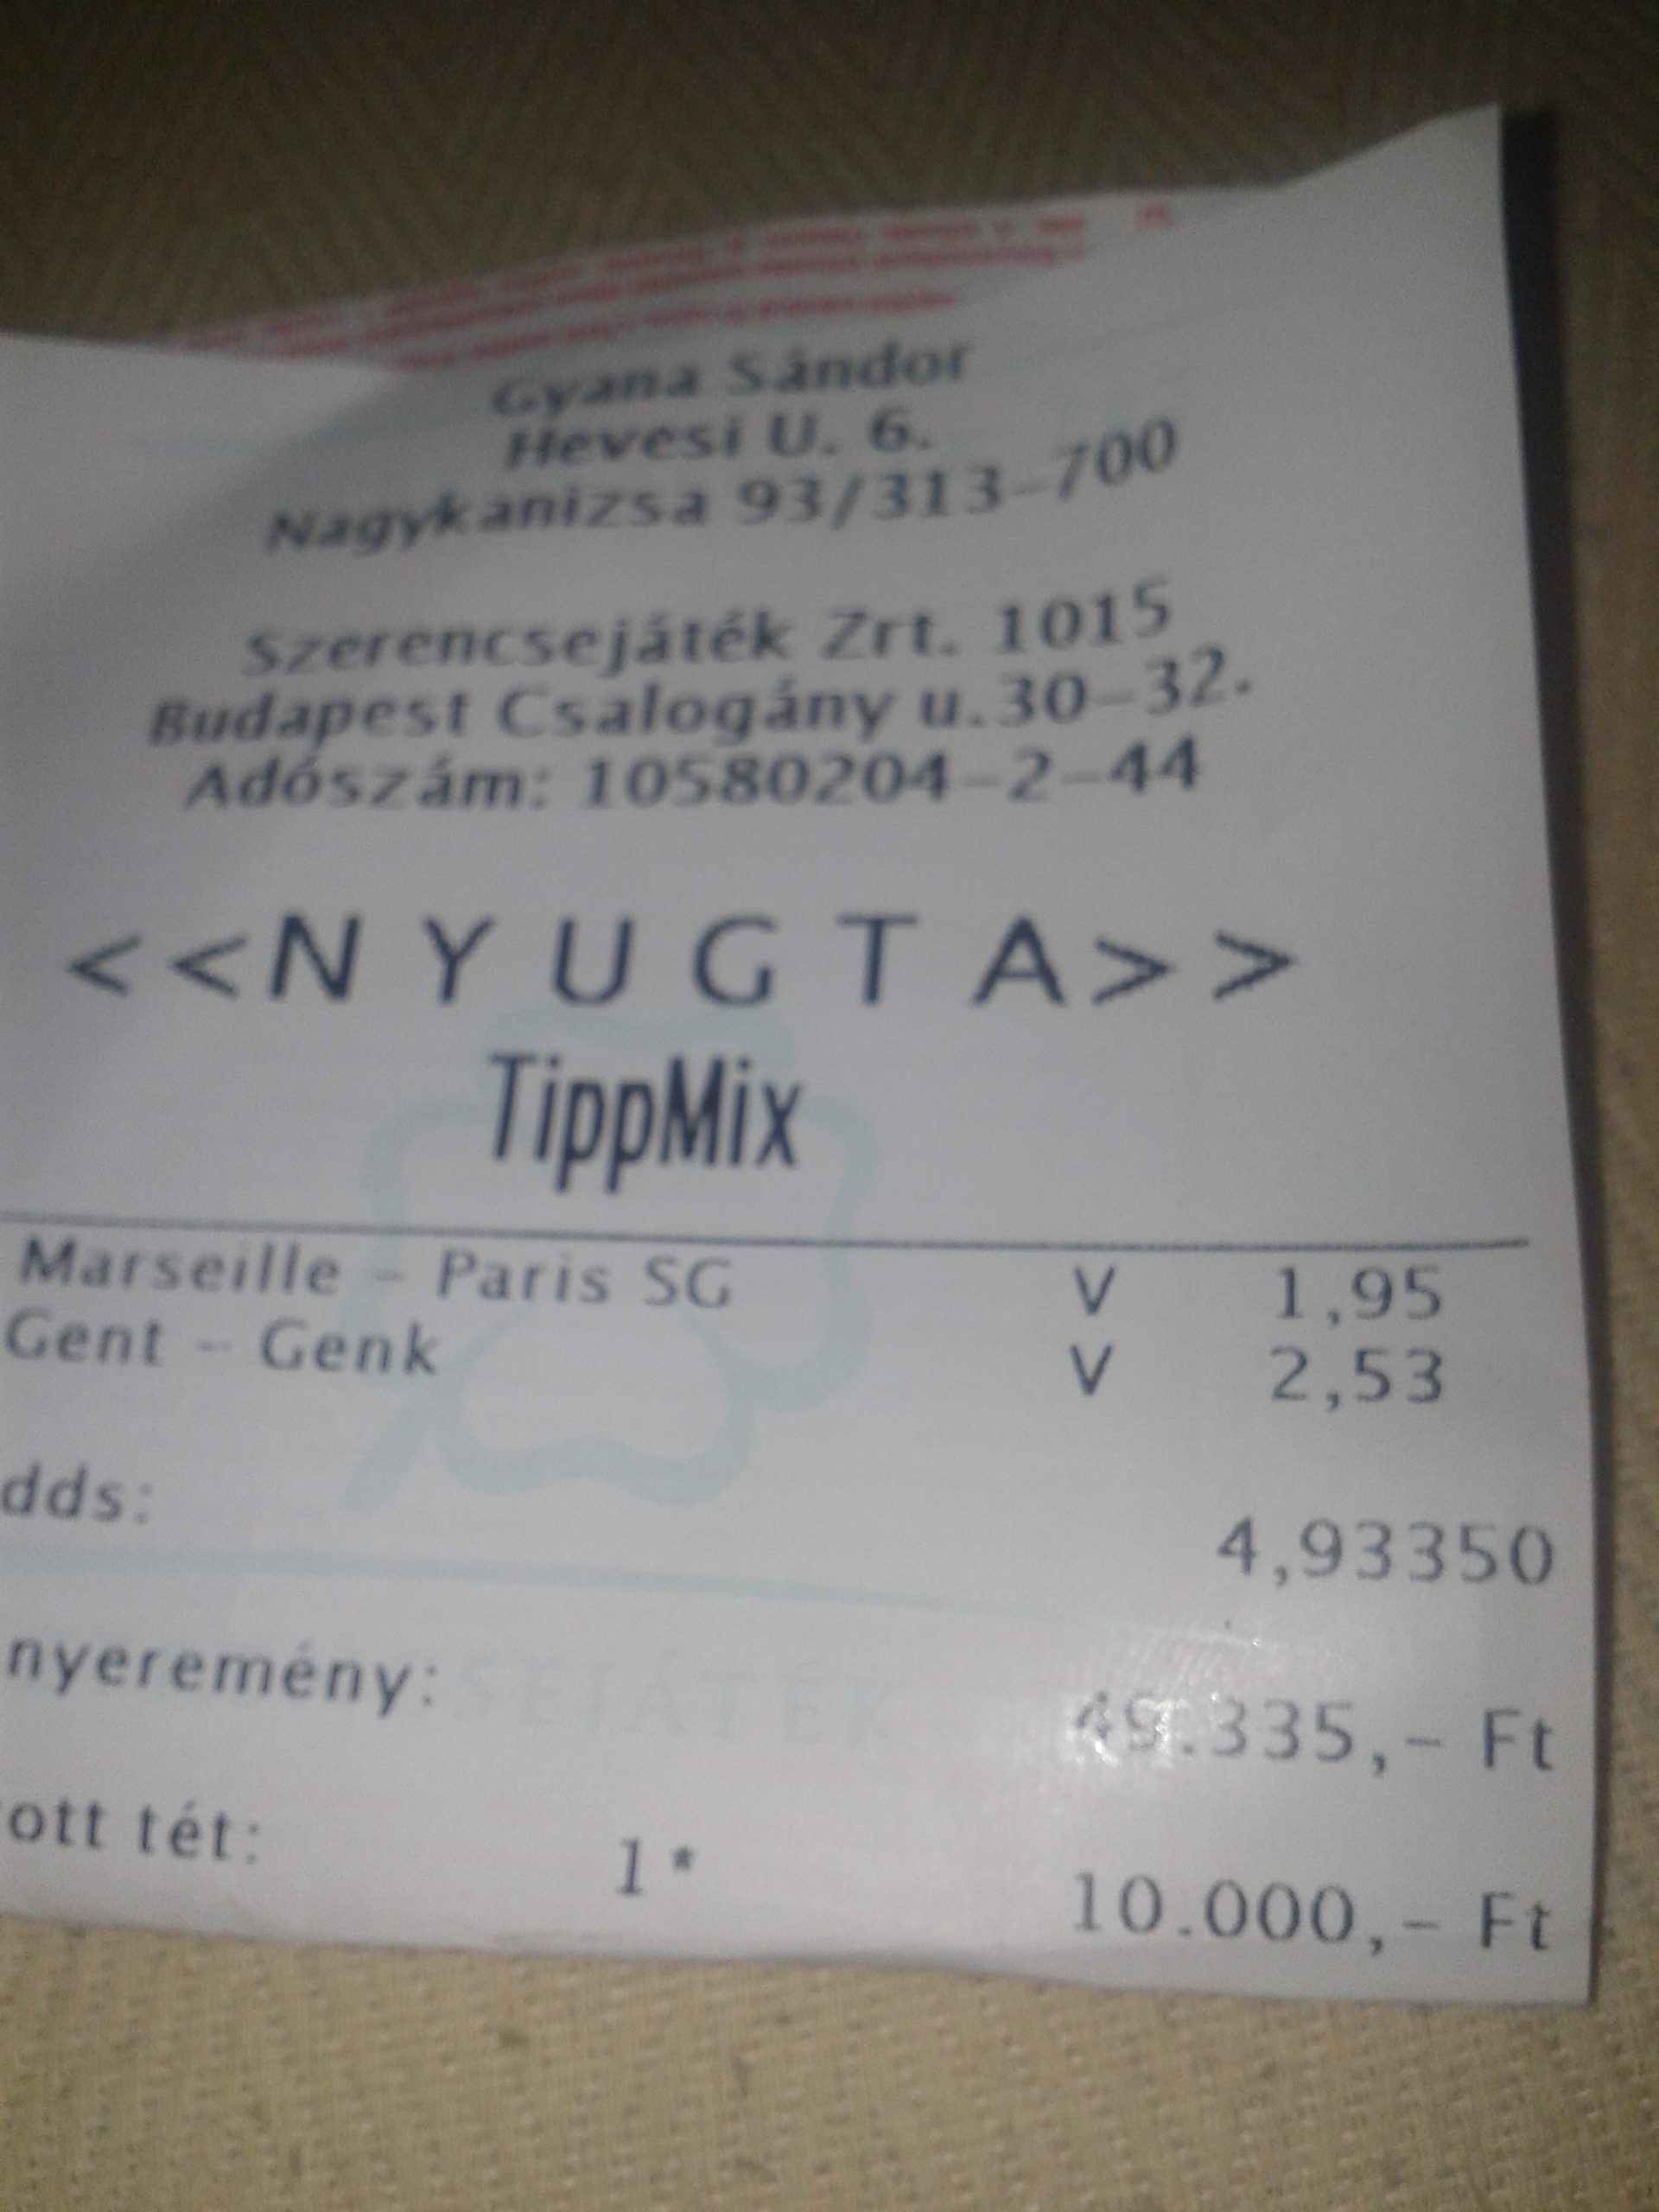 Gyana Sándor
Hevesi U. 6.
Nagykanizsa 93/313-700
Szerencsejáték Zrt. 1015
Budapest Csalogány u.30-32.
Adószám: 10580204-2-44
<<N Y U G T A>>
TippMix
Marseille - Paris SG V 1,95
Gent - Genk V 2,53
dds: 4,93350
nyeremény: 49.335,- Ft
SEJÁTÉK
ott tét: 1* 10.000,- Ft